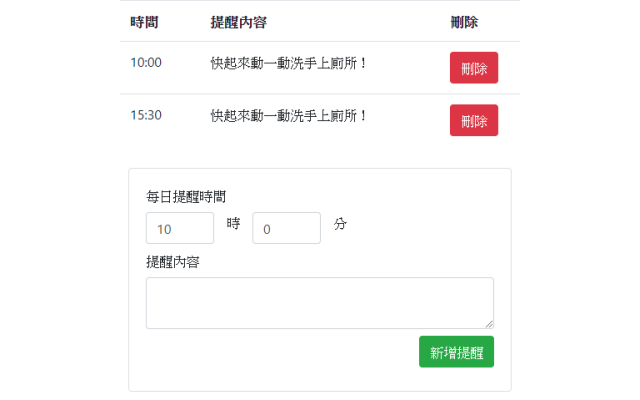 時間 提醒內容 刪除
10:00 快起來動一動洗手上廁所！ 刪除
15:30 快起來動一動洗手上廁所！ 刪除
每日提醒時間
10 時 0 分
提醒內容
新增提醒